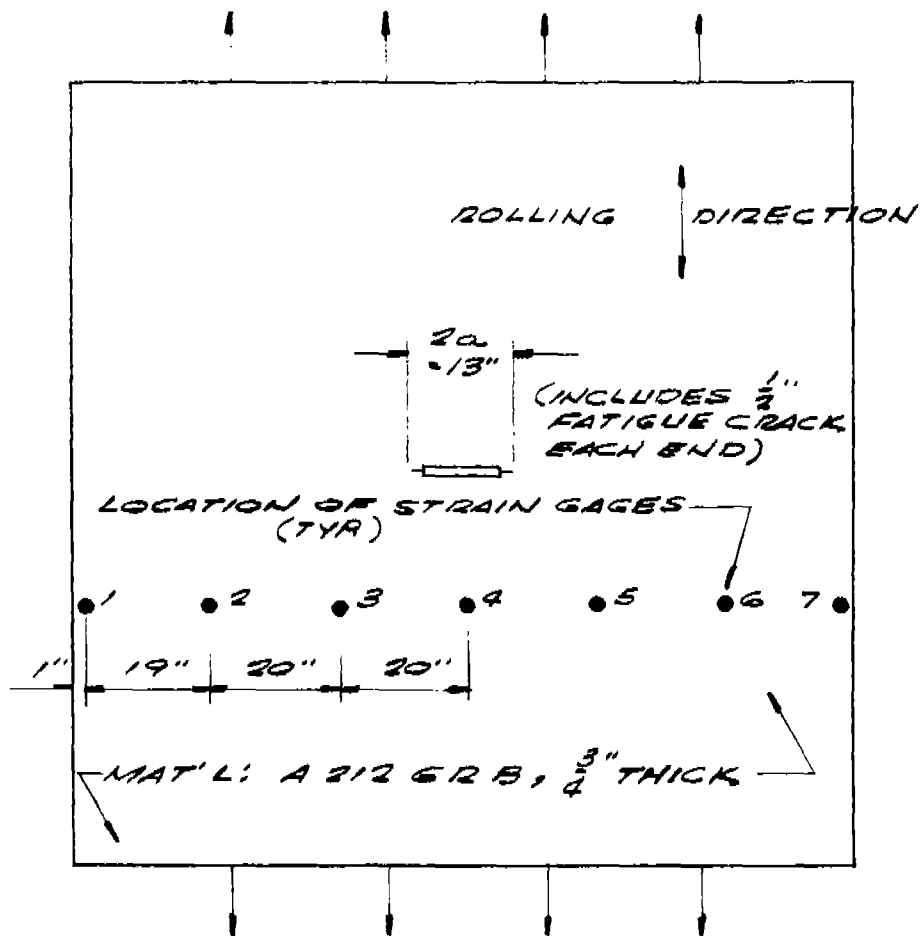 ROLLING DIRECTION
2a
=13"
(INCLUDES 1/2"
FATIGUE CRACK
EACH END)
LOCATION OF STRAIN GAGES
(TYP.)
1 2 3 4 5 6 7
1" 19" 20" 20"
MAT'L: A 212 GR B, 3/4" THICK